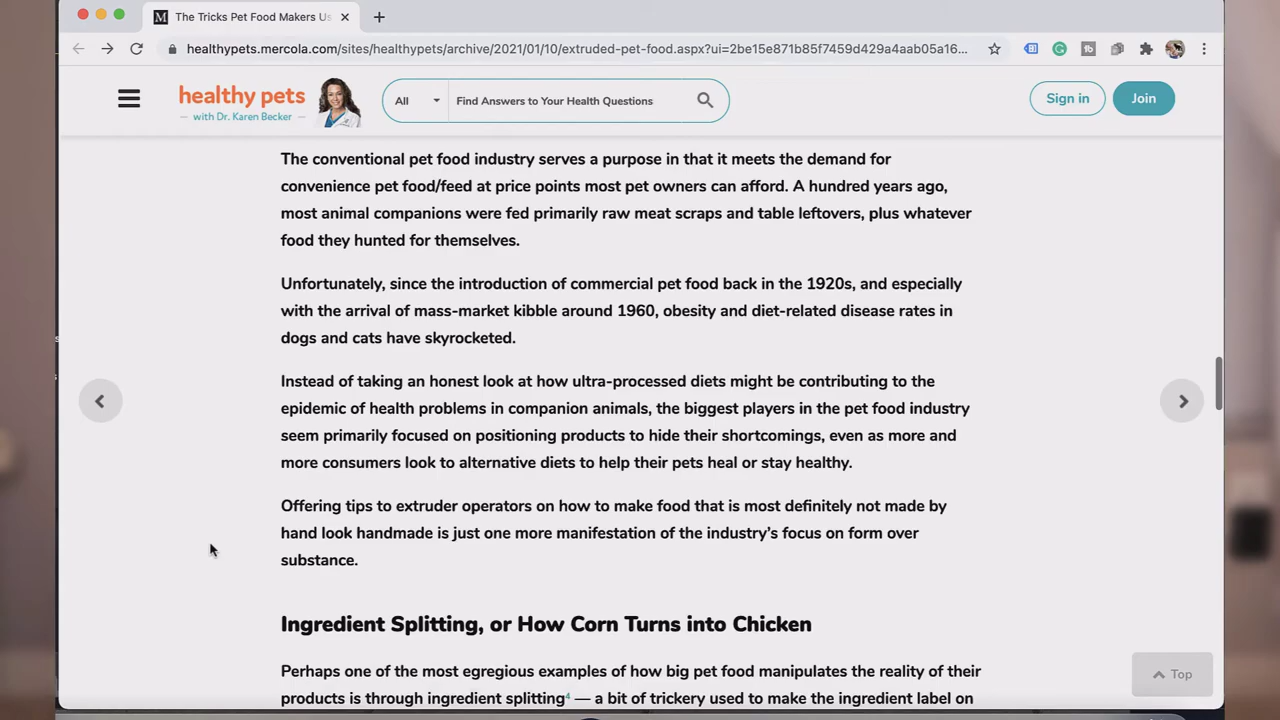 The Tricks Pet Food Makers Us
healthypets.mercola.com/sites/healthypets/archive/2021/01/10/extruded-pet-food.aspx?ui=2be15e871b85f7459d429a4aab05a16...
healthy pets
with Dr. Karen Becker
All
Find Answers to Your Health Questions
Sign in
Join
The conventional pet food industry serves a purpose in that it meets the demand for
convenience pet food/feed at price points most pet owners can afford. A hundred years ago,
most animal companions were fed primarily raw meat scraps and table leftovers, plus whatever
food they hunted for themselves.
Unfortunately, since the introduction of commercial pet food back in the 1920s, and especially
with the arrival of mass-market kibble around 1960, obesity and diet-related disease rates in
dogs and cats have skyrocketed.
Instead of taking an honest look at how ultra-processed diets might be contributing to the
epidemic of health problems in companion animals, the biggest players in the pet food industry
seem primarily focused on positioning products to hide their shortcomings, even as more and
more consumers look to alternative diets to help their pets heal or stay healthy.
Offering tips to extruder operators on how to make food that is most definitely not made by
hand look handmade is just one more manifestation of the industry's focus on form over
substance.
Ingredient Splitting, or How Corn Turns into Chicken
Perhaps one of the most egregious examples of how big pet food manipulates the reality of their
products is through ingredient splitting4 — a bit of trickery used to make the ingredient label on
Top